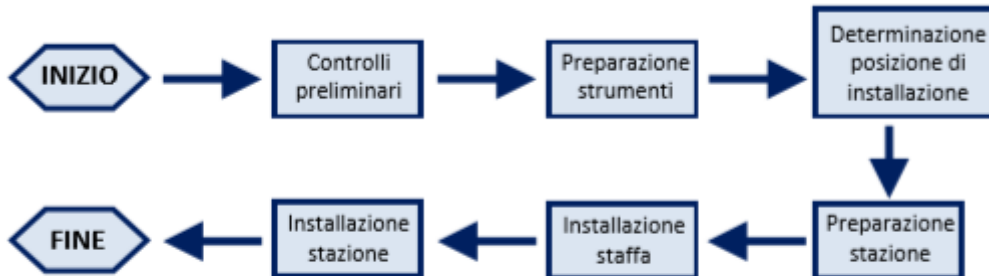 INIZIO
Controlli
preliminari
Preparazione
strumenti
Determinazione
posizione di
installazione
Preparazione
stazione
Installazione
staffa
Installazione
stazione
FINE